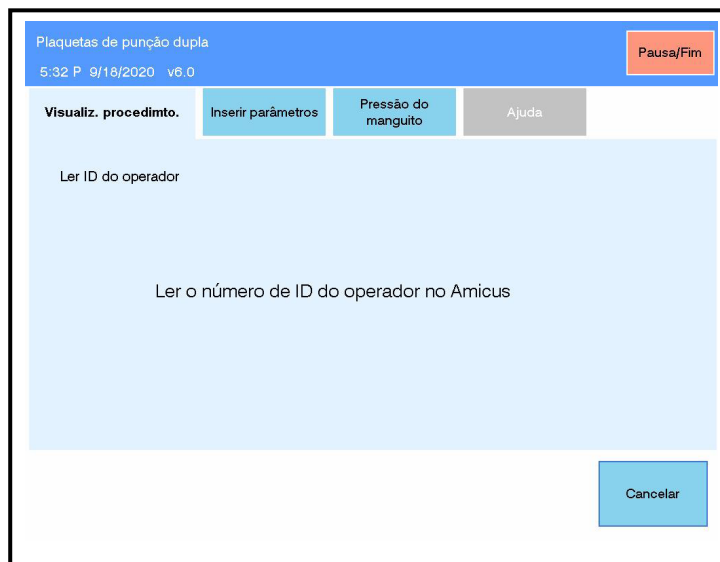 Plaquetas de punção dupla
5:32 P 9/18/2020 v6.0
Pausa/Fim
Visualiz. procedimto.
Inserir parâmetros
Pressão do
manguito
Ajuda
Ler ID do operador
Ler o número de ID do operador no Amicus
Cancelar